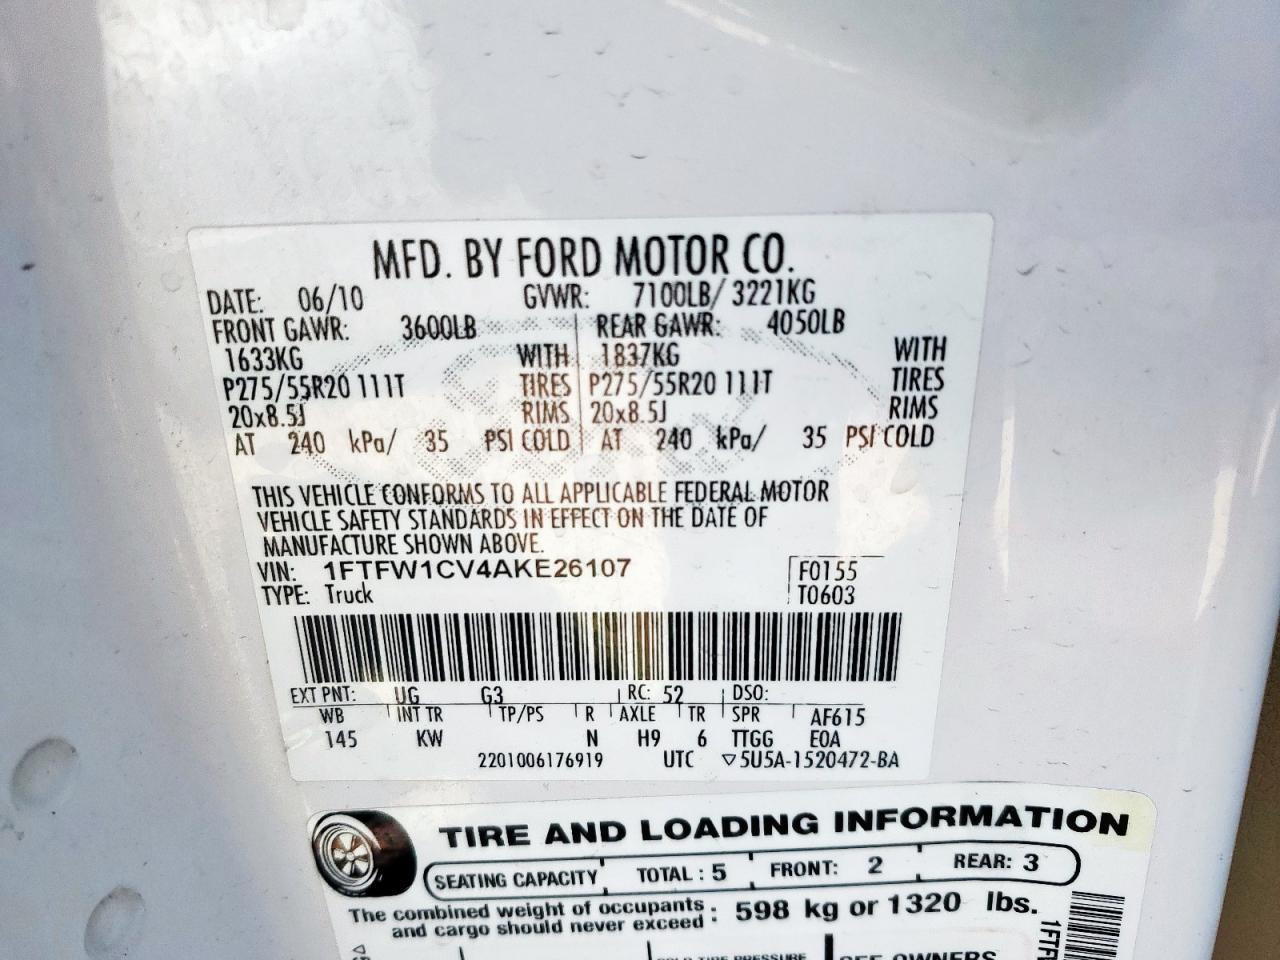 MFD. BY FORD MOTOR CO.
DATE: 06/10 GVWR: 7100LB/ 3221KG
FRONT GAWR: 3600LB REAR GAWR: 4050LB
1633KG WITH 1837KG WITH
P275/55R20 111T TIRES P275/55R20 111T TIRES
20x8.5J RIMS 20x8.5J RIMS
AT 240 kPa/ 35 PSI COLD AT 240 kPa/ 35 PSI COLD
THIS VEHICLE CONFORMS TO ALL APPLICABLE FEDERAL MOTOR
VEHICLE SAFETY STANDARDS IN EFFECT ON THE DATE OF
MANUFACTURE SHOWN ABOVE.
VIN: 1FTFW1CV4AKE26107 F0155
TYPE: Truck T0603
EXT PNT: UG G3 RC: 52 DSO:
WB INT TR TP/PS R AXLE TR SPR AF615
145 KW N H9 6 TTGG E0A
2201006176919 UTC ▽5U5A-1520472-BA
TIRE AND LOADING INFORMATION
SEATING CAPACITY TOTAL : 5 FRONT: 2 REAR: 3
The combined weight of occupants
and cargo should never exceed : 598 kg or 1320 lbs.
SEE OWNERS
1FTF